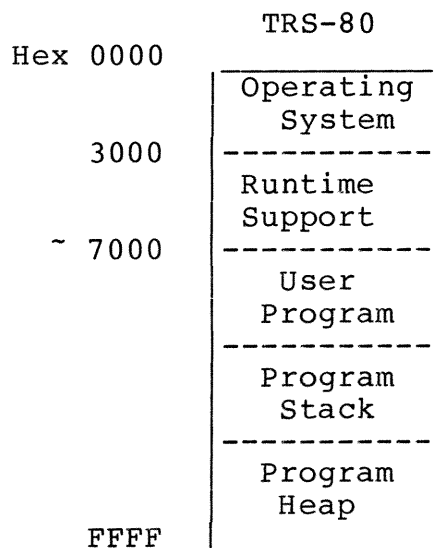 TRS-80
Hex 0000
Operating
System
3000
Runtime
Support
~ 7000
User
Program
Program
Stack
Program
Heap
FFFF